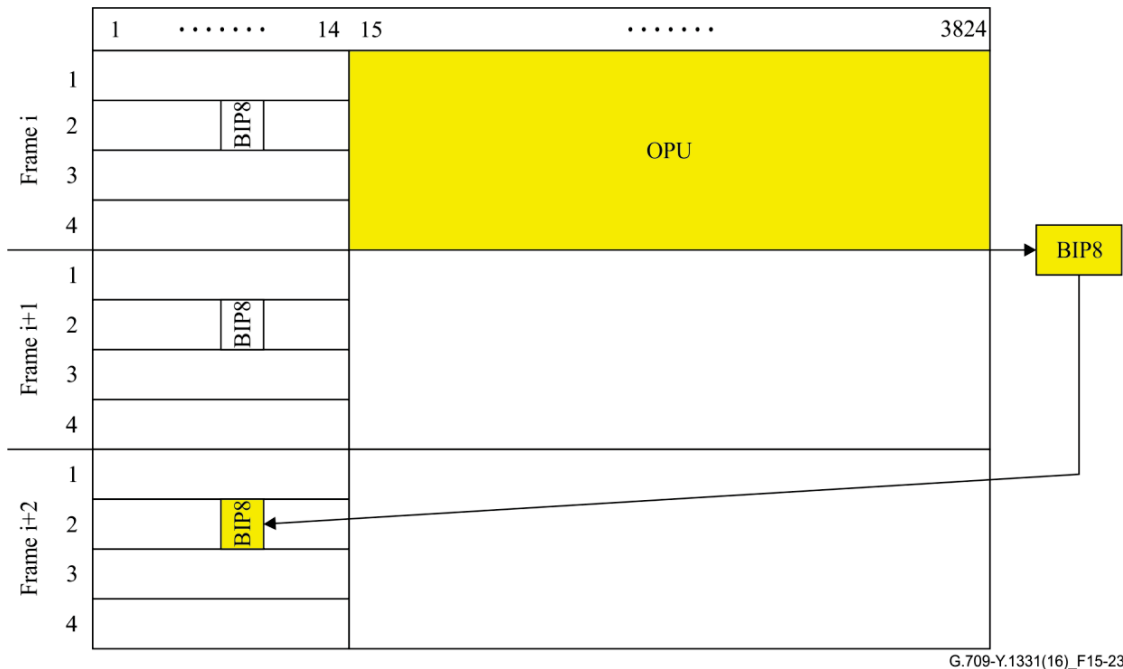 1 ······· 14 15 ······· 3824
Frame i
1
2 BIP8
3
4
OPU
BIP8
Frame i+1
1
2 BIP8
3
4
Frame i+2
1
2 BIP8
3
4
G.709-Y.1331(16)_F15-23